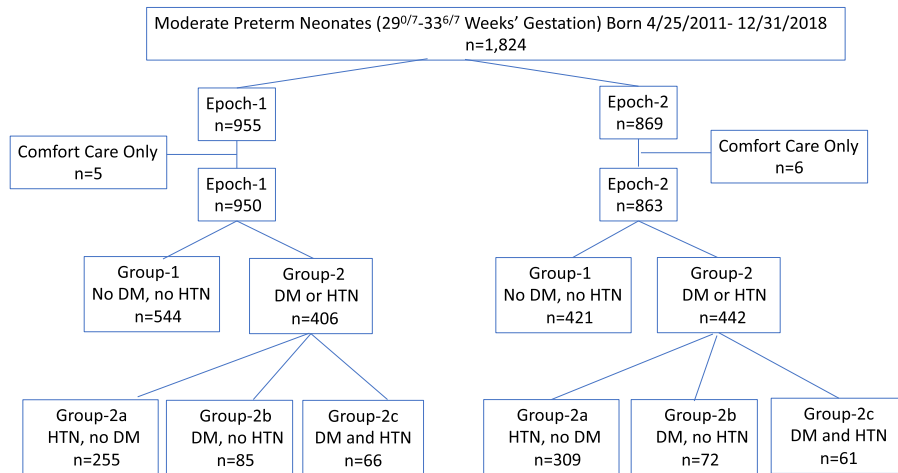 Moderate Preterm Neonates (29⁰/⁷-33⁶/⁷ Weeks' Gestation) Born 4/25/2011- 12/31/2018
n=1,824
Epoch-1
n=955
Epoch-2
n=869
Comfort Care Only
n=5
Comfort Care Only
n=6
Epoch-1
n=950
Epoch-2
n=863
Group-1
No DM, no HTN
n=544
Group-2
DM or HTN
n=406
Group-1
No DM, no HTN
n=421
Group-2
DM or HTN
n=442
Group-2a
HTN, no DM
n=255
Group-2b
DM, no HTN
n=85
Group-2c
DM and HTN
n=66
Group-2a
HTN, no DM
n=309
Group-2b
DM, no HTN
n=72
Group-2c
DM and HTN
n=61